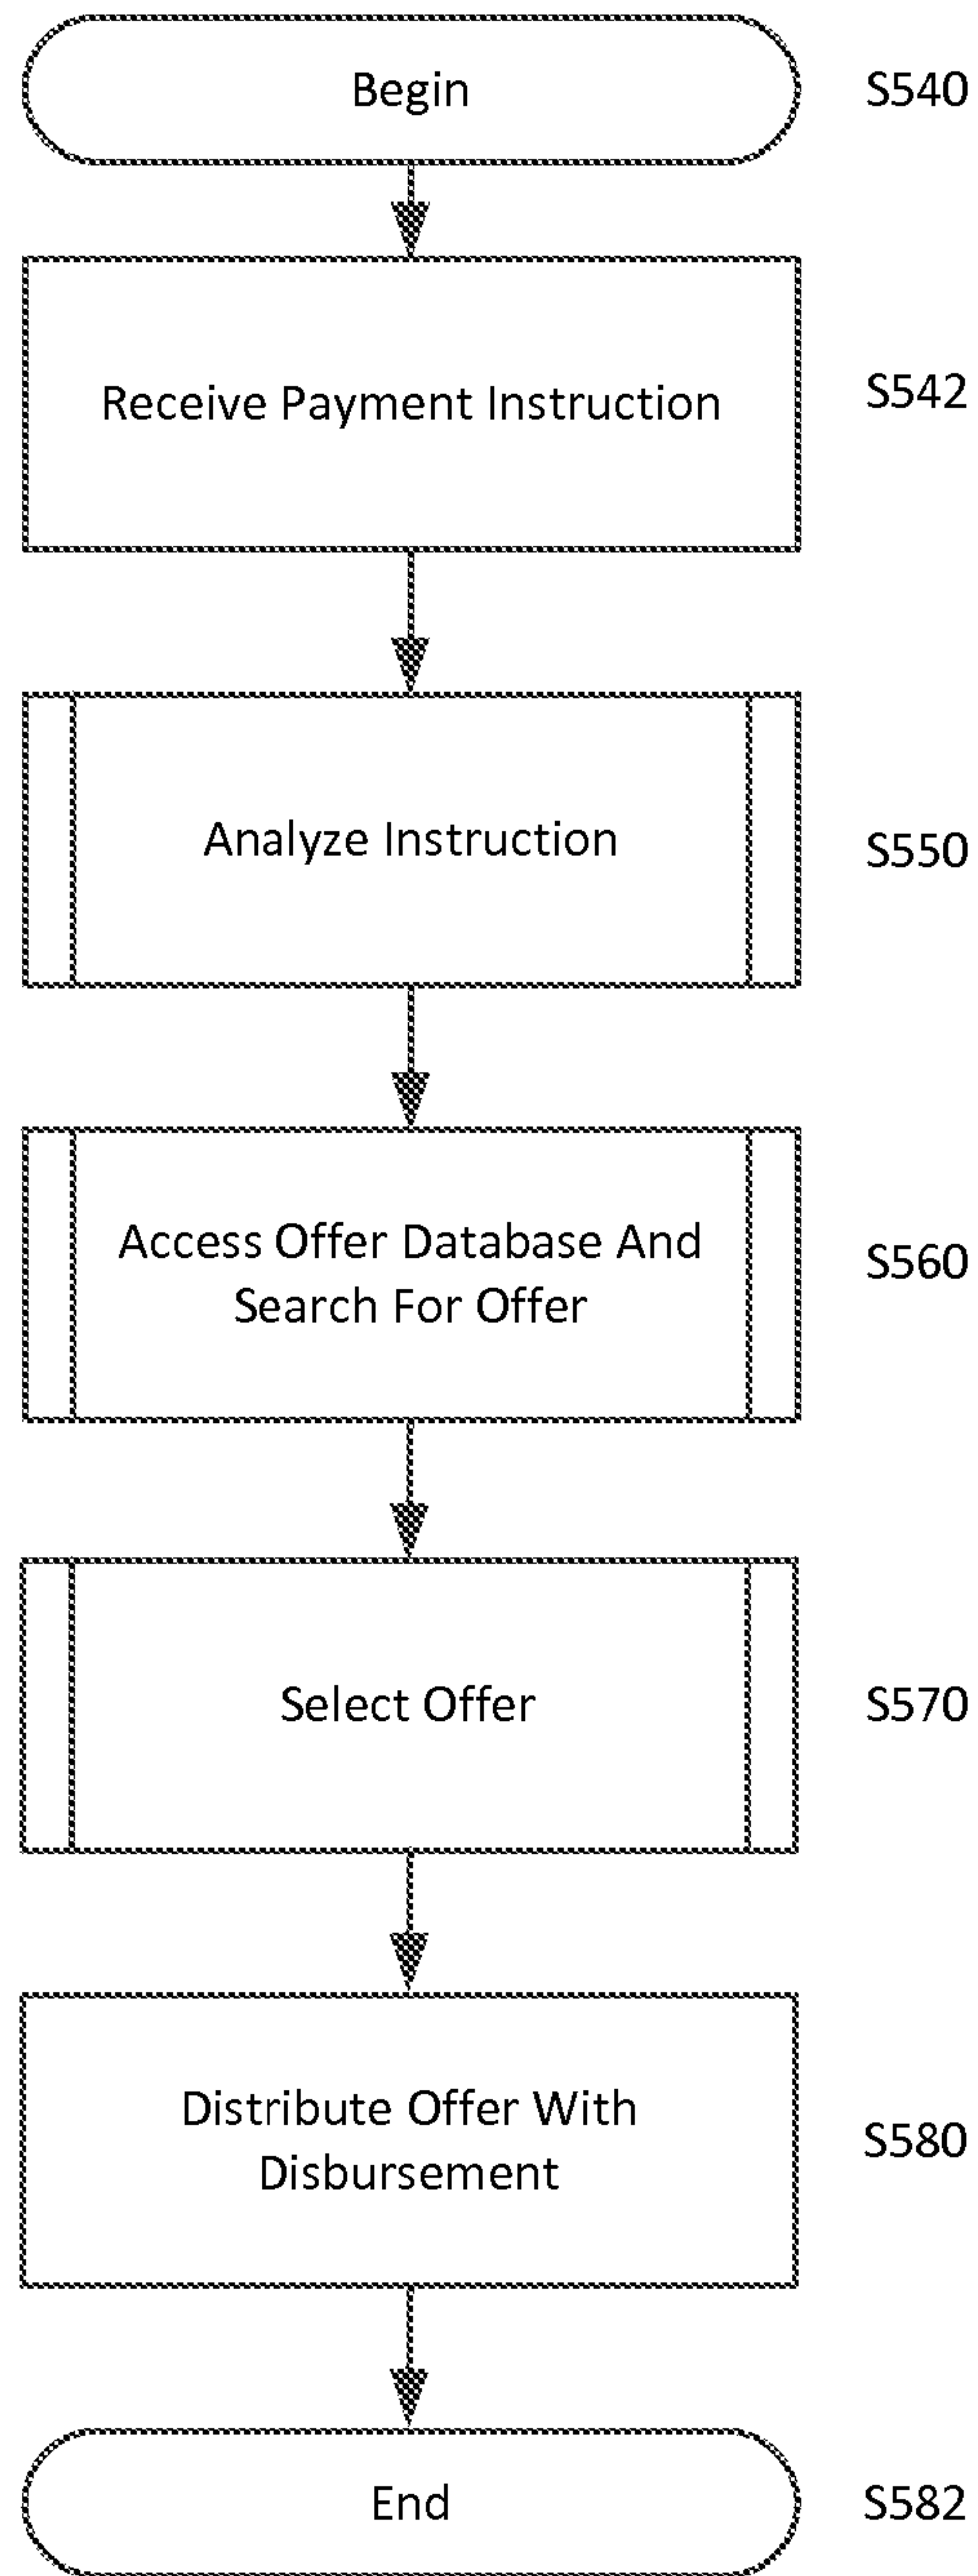 Begin
S540
Receive Payment Instruction
S542
Analyze Instruction
S550
Access Offer Database And
Search For Offer
S560
Select Offer
S570
Distribute Offer With
Disbursement
S580
End
S582